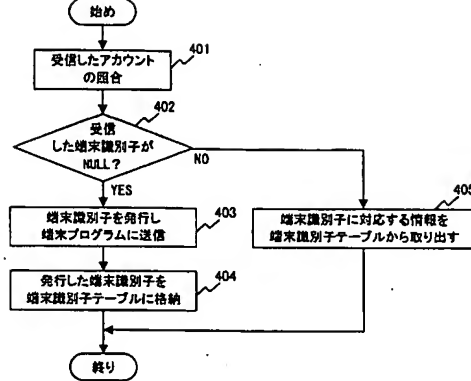 始め
受信したアカウント
の照合
401
402
受信
した端末識別子が
NULL?
NO
YES
端末識別子を発行し
端末プログラムに送信
403
端末識別子に対応する情報を
端末識別子テーブルから取り出す
405
発行した端末識別子を
端末識別子テーブルに格納
404
終り